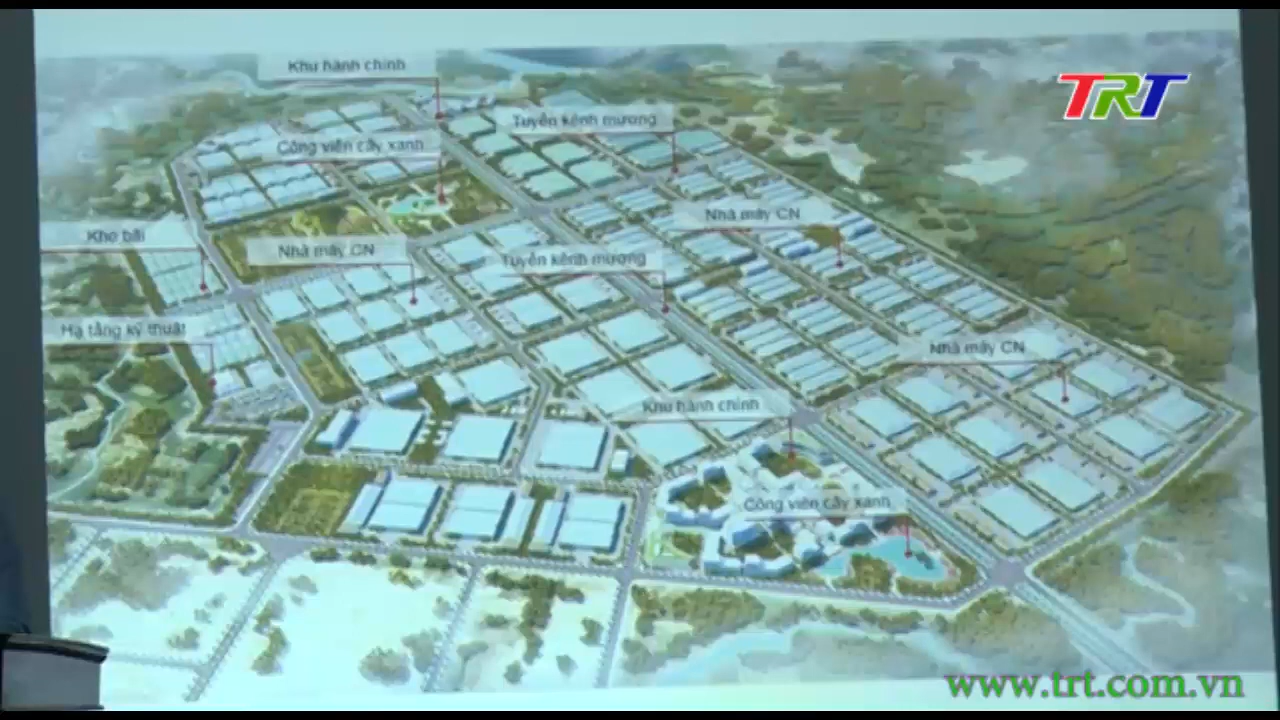 Khu hành chính
TRT
Tuyến kênh mương
Công viên cây xanh
Nhà máy CN
Kho bãi
Nhà máy CN
Tuyến kênh mương
Hạ tầng kỹ thuật
Nhà máy CN
Khu hành chính
Công viên cây xanh
www.trt.com.vn